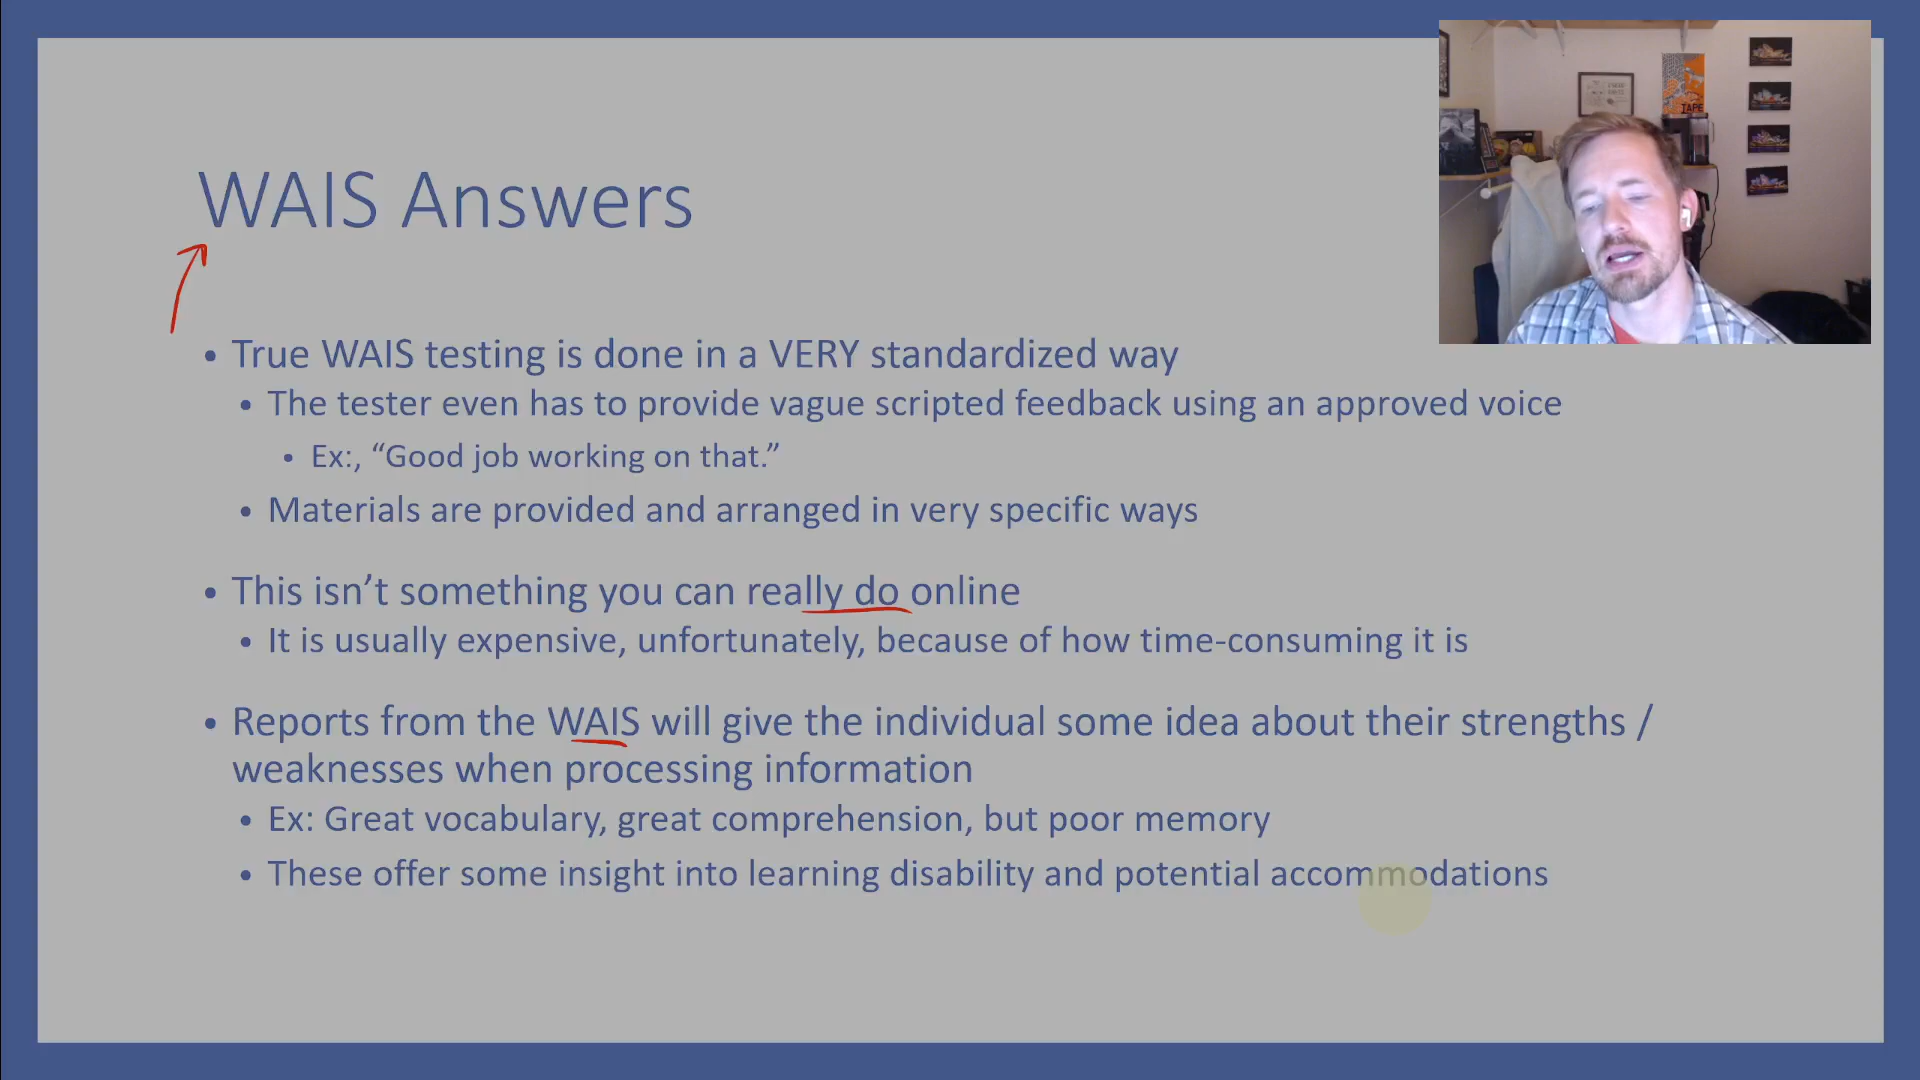 WAIS Answers
TAPE
• True WAIS testing is done in a VERY standardized way
• The tester even has to provide vague scripted feedback using an approved voice
• Ex:, “Good job working on that.”
• Materials are provided and arranged in very specific ways
• This isn’t something you can really do online
• It is usually expensive, unfortunately, because of how time-consuming it is
• Reports from the WAIS will give the individual some idea about their strengths /
weaknesses when processing information
• Ex: Great vocabulary, great comprehension, but poor memory
• These offer some insight into learning disability and potential accommodations